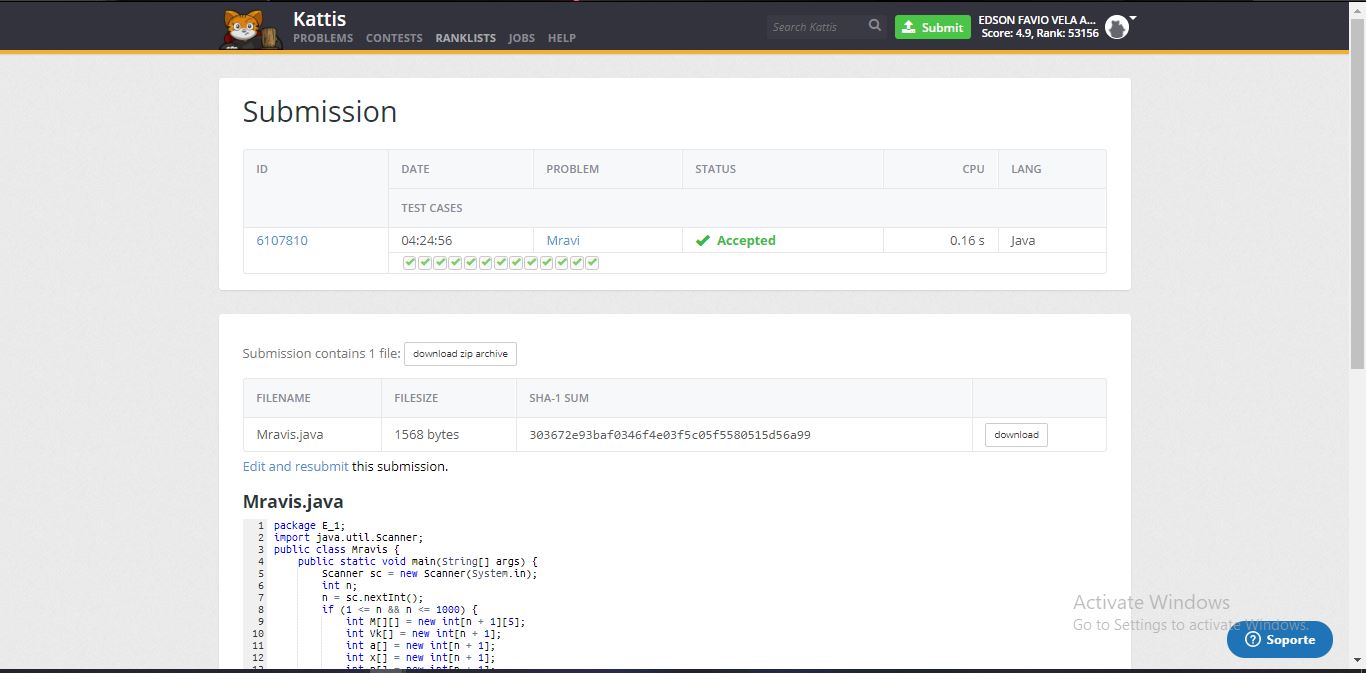 Kattis
PROBLEMS CONTESTS RANKLISTS JOBS HELP
Search Kattis
Submit
EDSON FAVIO VELA A...
Score: 4.9, Rank: 53156
Submission
ID DATE PROBLEM STATUS CPU LANG
TEST CASES
6107810 04:24:56 Mravi Accepted 0.16 s Java
Submission contains 1 file: download zip archive
FILENAME FILESIZE SHA-1 SUM
Mravis.java 1568 bytes 303672e93baf0346f4e03f5c05f5580515d56a99 download
Edit and resubmit this submission.
Mravis.java
1 package E_1;
2 import java.util.Scanner;
3 public class Mravis {
4 public static void main(String[] args) {
5 Scanner sc = new Scanner(System.in);
6 int n;
7 n = sc.nextInt();
8 if (1 <= n && n <= 1000) {
9 int M[][] = new int[n + 1][5];
10 int Vk[] = new int[n + 1];
11 int a[] = new int[n + 1];
12 int x[] = new int[n + 1];
Activate Windows
Go to Settings to activate Windows.
Soporte